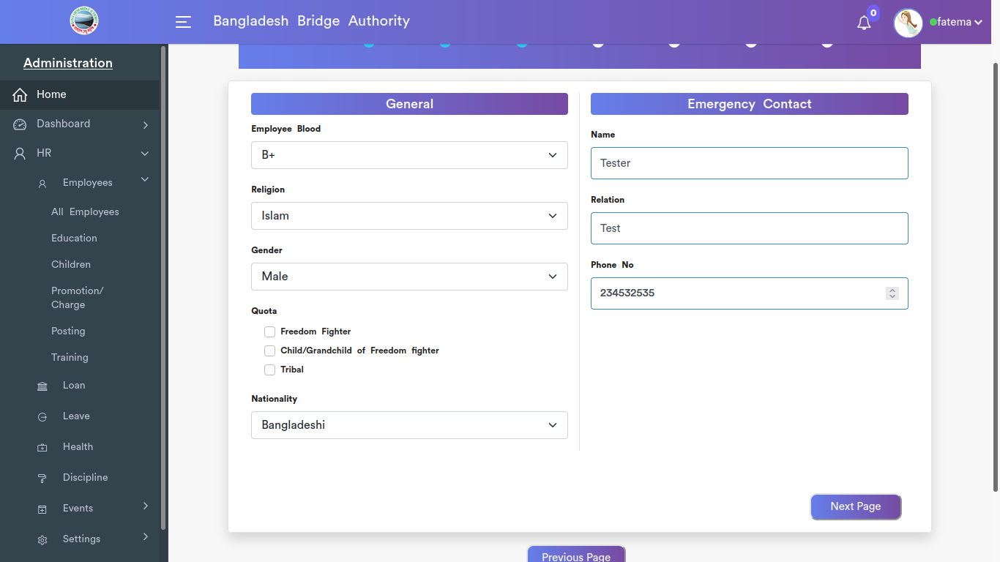 Bangladesh Bridge Authority
0
fatema
Administration
Home
Dashboard
HR
Employees
All Employees
Education
Children
Promotion/
Charge
Posting
Training
Loan
Leave
Health
Discipline
Events
Settings
General
Employee Blood
B+
Religion
Islam
Gender
Male
Quota
Freedom Fighter
Child/Grandchild of Freedom fighter
Tribal
Nationality
Bangladeshi
Emergency Contact
Name
Tester
Relation
Test
Phone No
234532535
Next Page
Previous Page